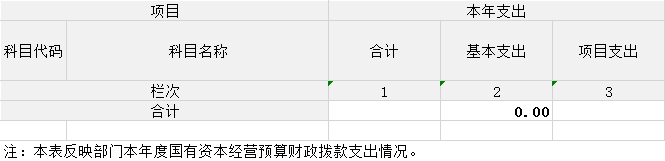 项目 本年支出
科目代码 科目名称 合计 基本支出 项目支出
栏次 1 2 3
合计 0.00
注：本表反映部门本年度国有资本经营预算财政拨款支出情况。